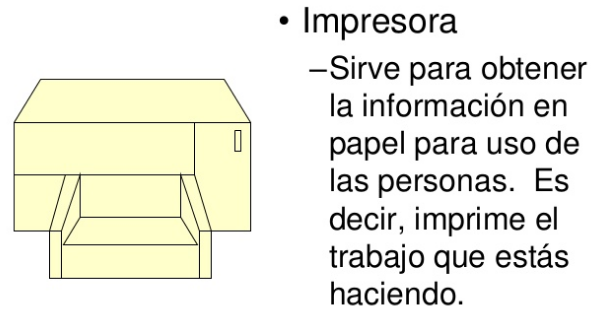 • Impresora
–Sirve para obtener
la información en
papel para uso de
las personas.  Es
decir, imprime el
trabajo que estás
haciendo.